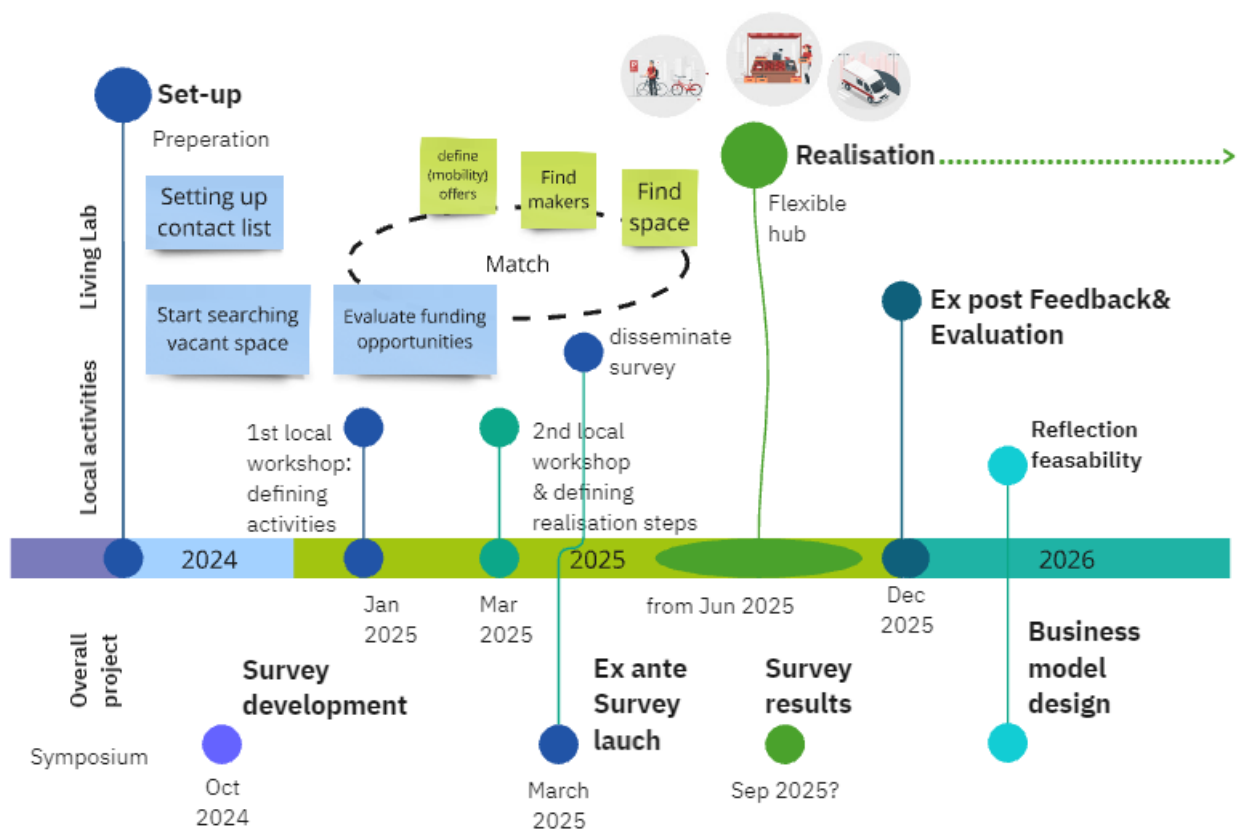 Set-up
Preperation
Living Lab
Local activities
Setting up
contact list
Start searching
vacant space
define
(mobility)
offers
Find
makers
Find
space
Match
Evaluate funding
opportunities
disseminate
survey
Realisation
Flexible
hub
Ex post Feedback&
Evaluation
Reflection
feasability
1st local
workshop:
defining
activities
2nd local
workshop
& defining
realisation steps
2024
2025
2026
Jan
2025
Mar
2025
from Jun 2025
Dec
2025
Overall
project
Symposium
Survey
development
Oct
2024
Ex ante
Survey
lauch
March
2025
Survey
results
Sep 2025?
Business
model
design